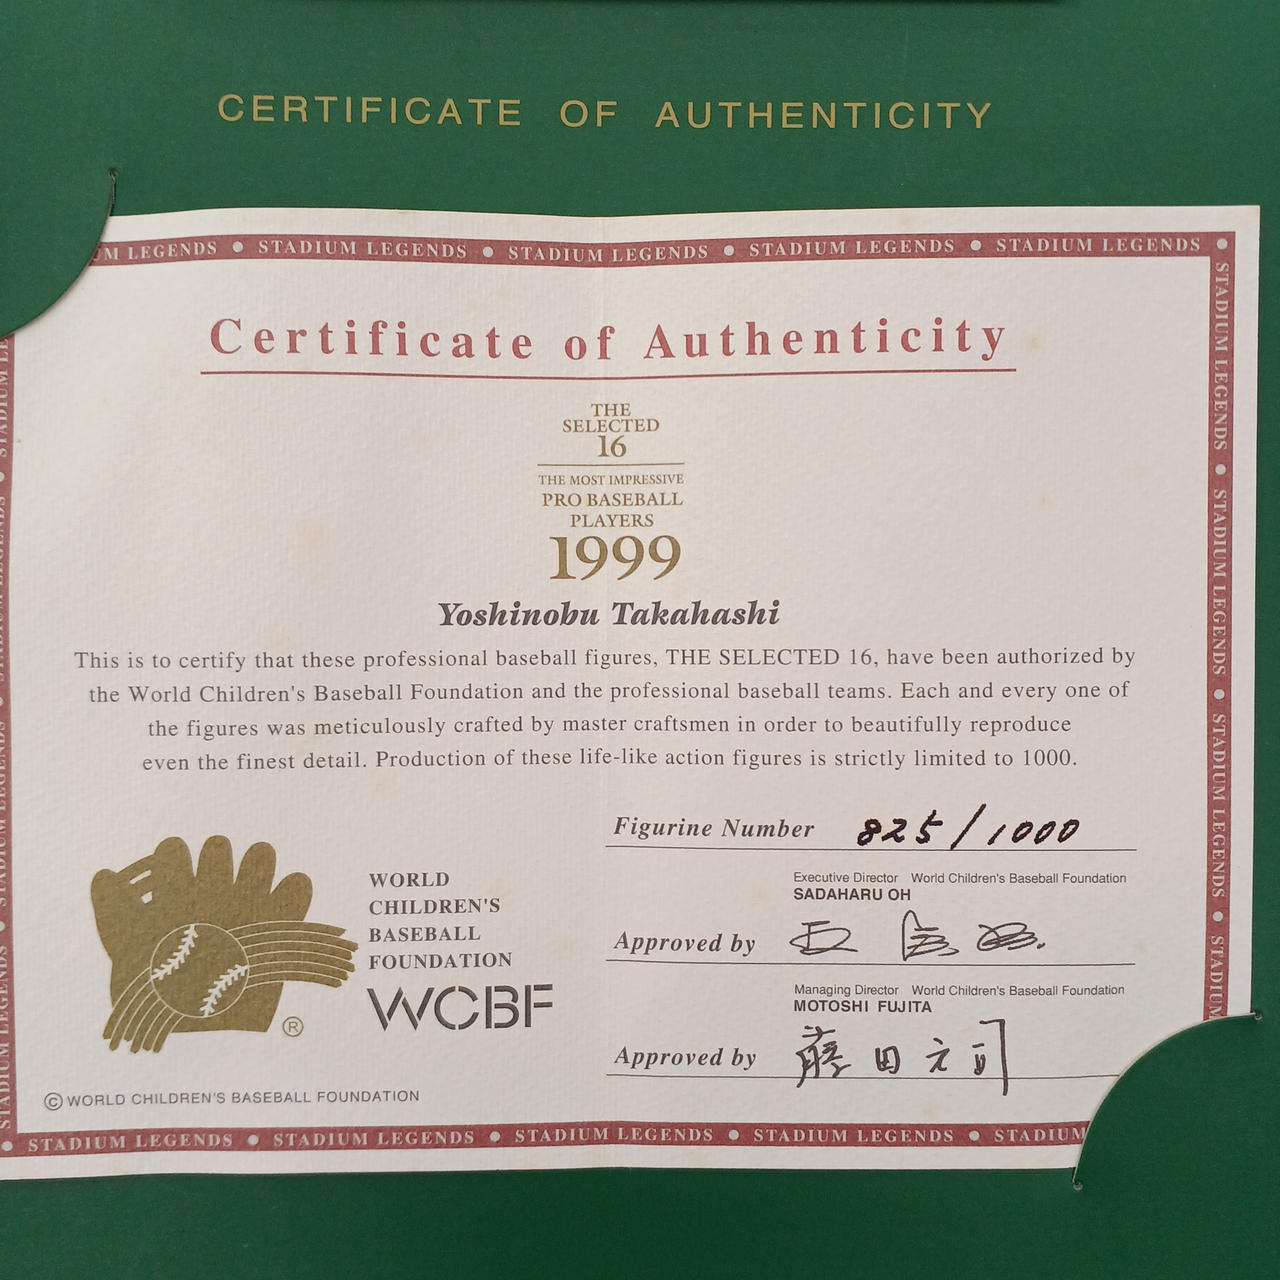 CERTIFICATE OF AUTHENTICITY
UM LEGENDS ● STADIUM LEGENDS ● STADIUM LEGENDS ● STADIUM LEGENDS ● STADIUM LEGENDS ●
STADIUM LEGENDS ● STADIUM LEGENDS ● STADIUM LEGENDS ● STADIUM
Certificate of Authenticity
THE
SELECTED
16
THE MOST IMPRESSIVE
PRO BASEBALL
PLAYERS
1999
Yoshinobu Takahashi
This is to certify that these professional baseball figures, THE SELECTED 16, have been authorized by
the World Children's Baseball Foundation and the professional baseball teams. Each and every one of
the figures was meticulously crafted by master craftsmen in order to beautifully reproduce
even the finest detail. Production of these life-like action figures is strictly limited to 1000.
Figurine Number 825/1000
Executive Director World Children's Baseball Foundation
SADAHARU OH
Approved by
Managing Director World Children's Baseball Foundation
MOTOSHI FUJITA
Approved by 藤田元司
WORLD
CHILDREN'S
BASEBALL
FOUNDATION
WCBF
®
© WORLD CHILDREN'S BASEBALL FOUNDATION
● STADIUM LEGENDS ● STADIUM LEGENDS ● STADIUM LEGENDS ● STADIUM LEGENDS ● STADIUM